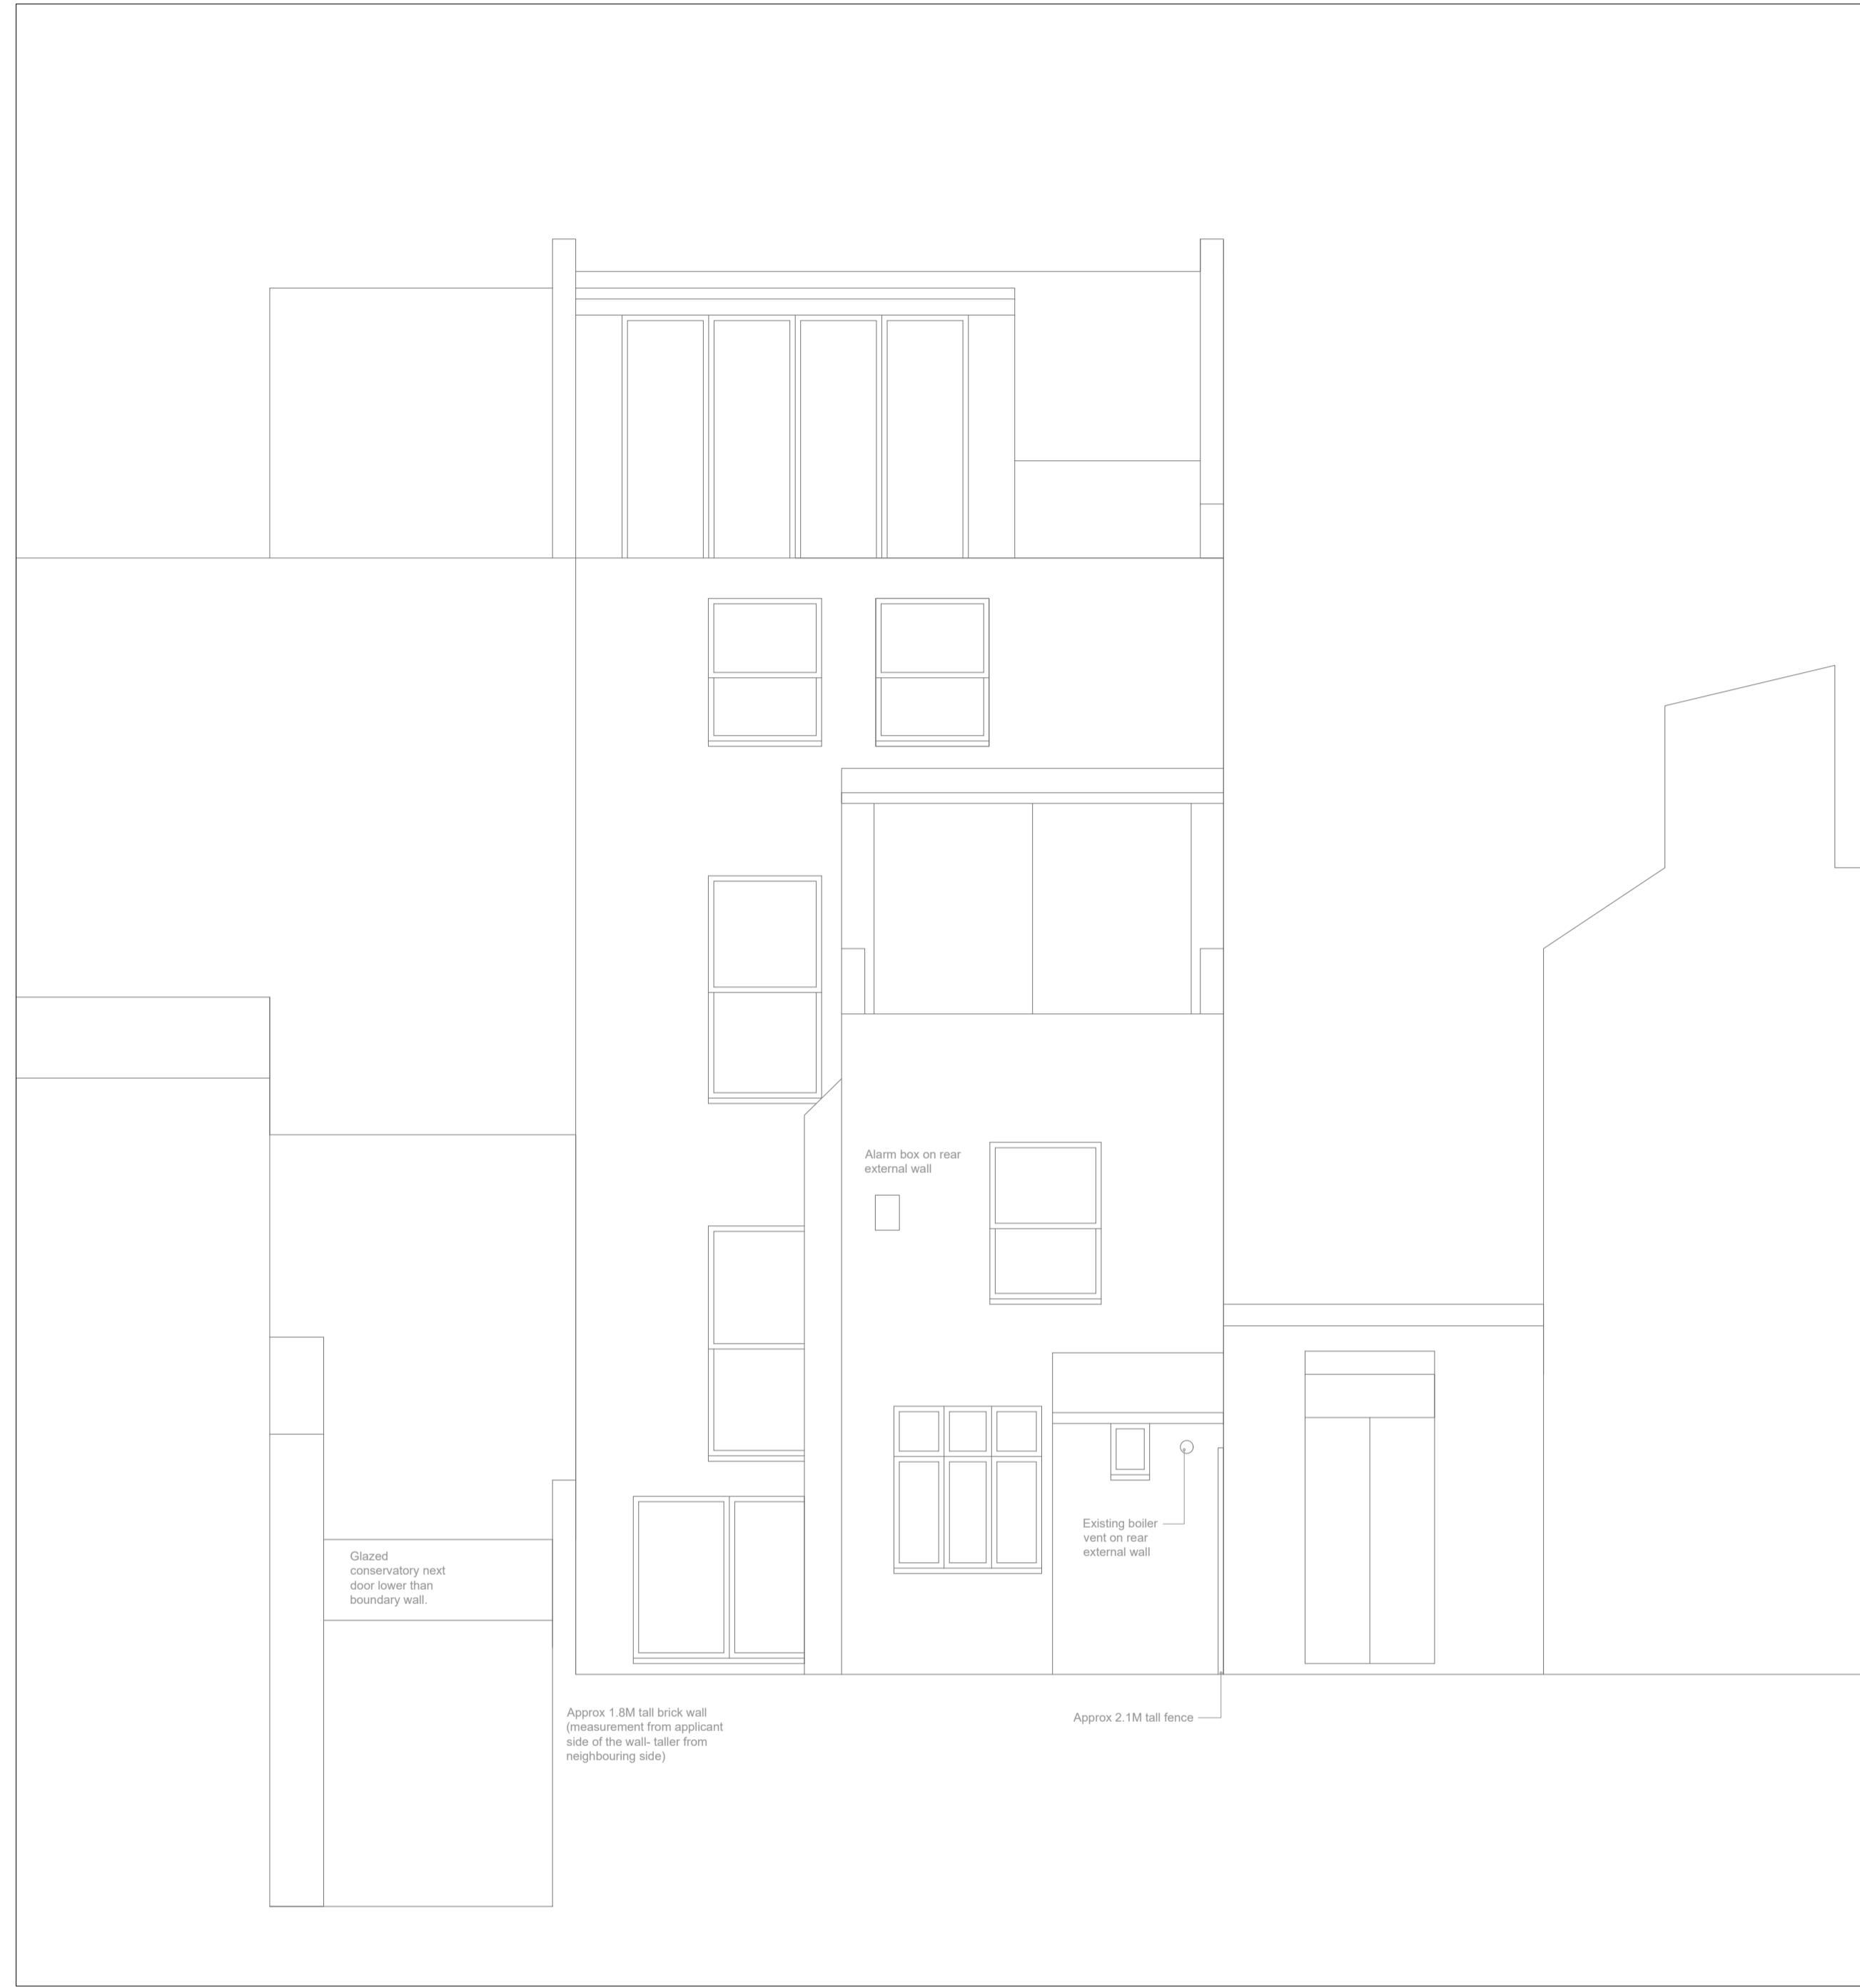 Alarm box on rear
external wall
Existing boiler
vent on rear
external wall
Glazed
conservatory next
door lower than
boundary wall.
Approx 1.8M tall brick wall
(measurement from applicant
side of the wall- taller from
neighbouring side)
Approx 2.1M tall fence